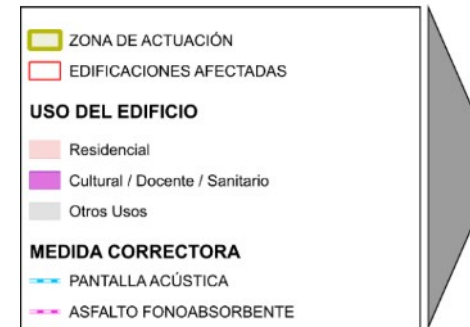 ZONA DE ACTUACIÓN
EDIFICACIONES AFECTADAS
USO DEL EDIFICIO
Residencial
Cultural / Docente / Sanitario
Otros Usos
MEDIDA CORRECTORA
PANTALLA ACÚSTICA
ASFALTO FONOABSORBENTE